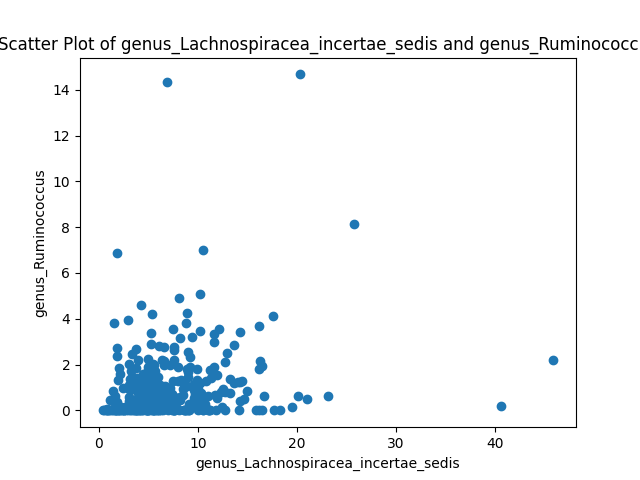 Scatter Plot of genus_Lachnospiracea_incertae_sedis and genus_Ruminococc
14
12
10
8
6
4
2
0
genus_Ruminococcus
0 10 20 30 40
genus_Lachnospiracea_incertae_sedis